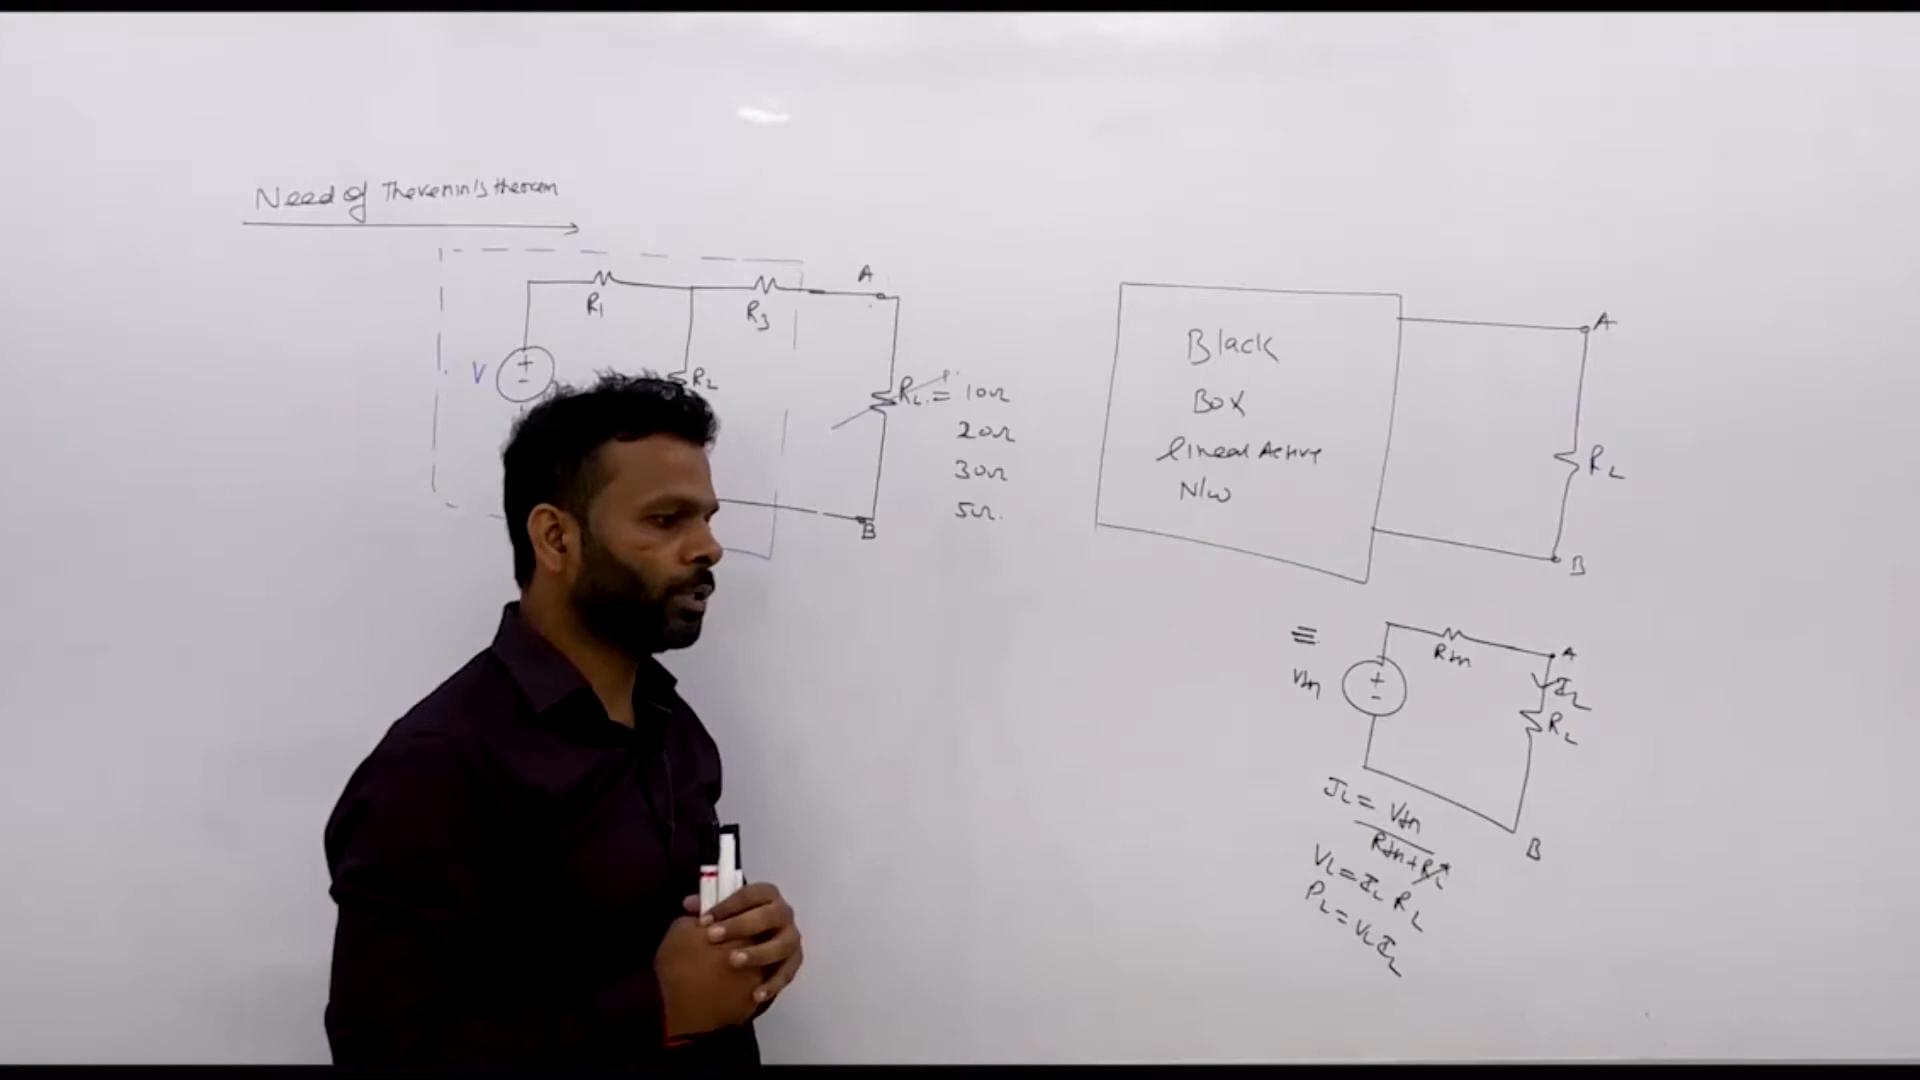 Need of Thevenin's theorem
R1
R3
A
V
+
-
R2
RL = 10Ω
20Ω
30Ω
5Ω.
B
Black
Box
linear Active
N/W
A
RL
B
≡
Vth
+
-
Rth
A
IL
RL
B
IL = Vth
Rth+RL
VL = IL RL
PL = VL IL